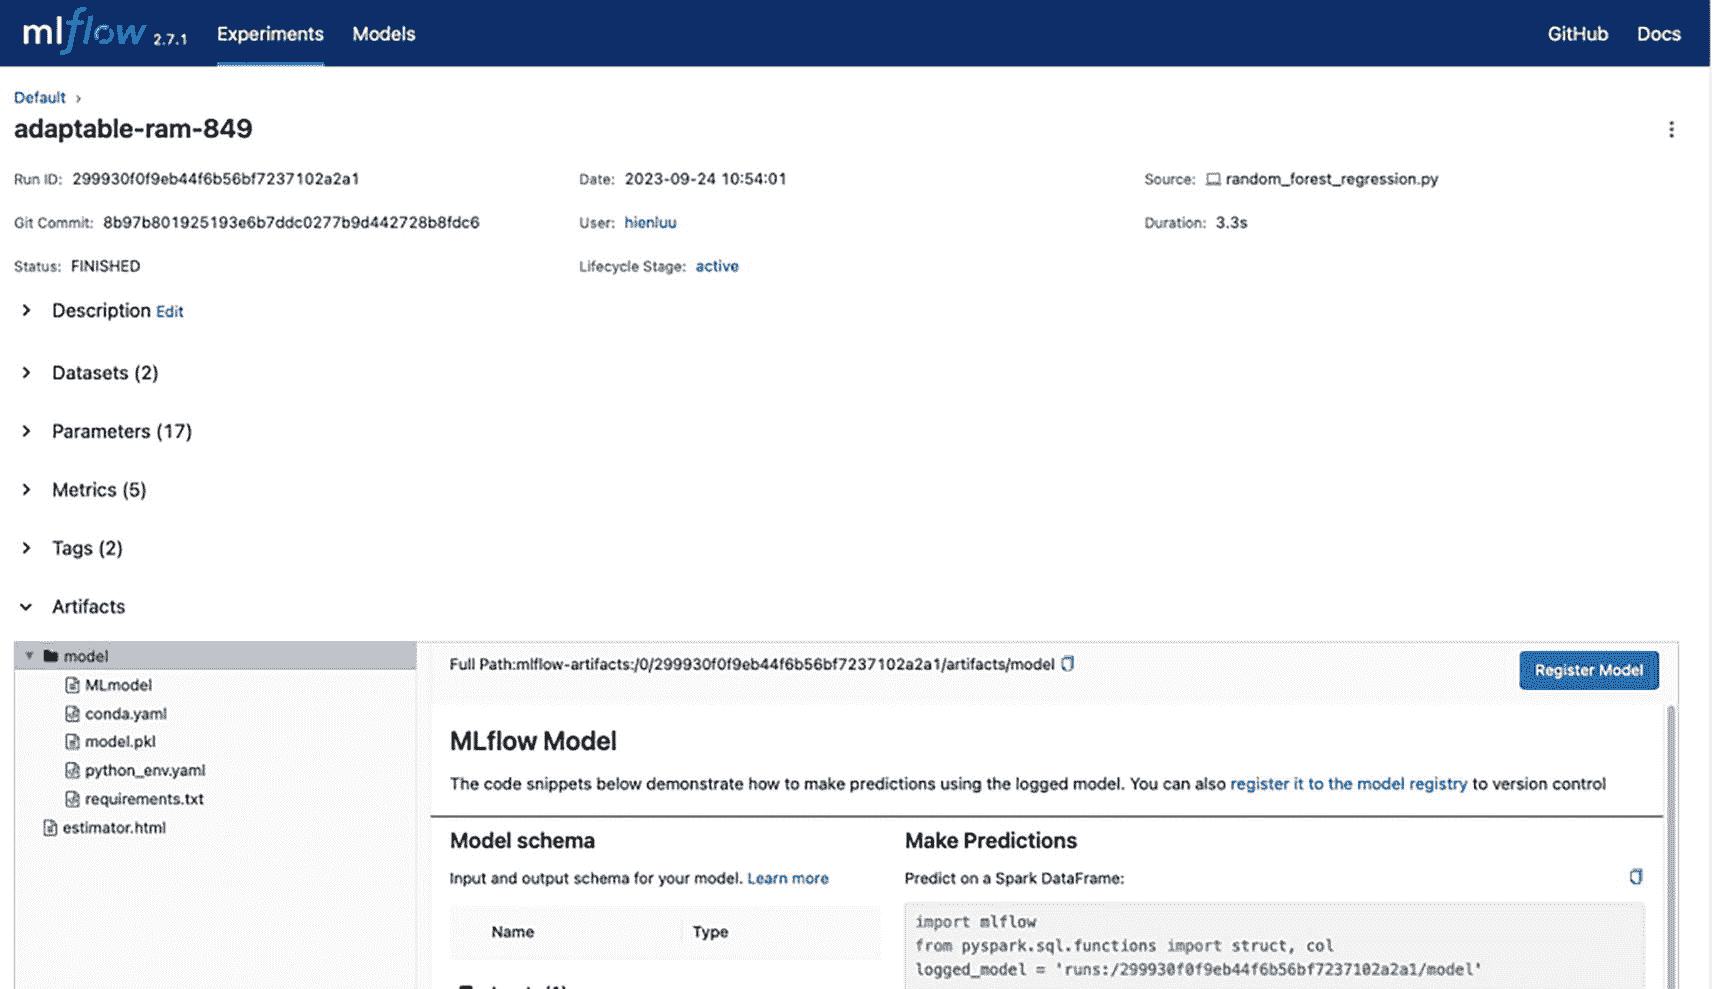 mlflow 2.7.1 Experiments Models GitHub Docs
Default ›
adaptable-ram-849
Run ID: 299930f0f9eb44f6b56bf7237102a2a1 Date: 2023-09-24 10:54:01 Source: random_forest_regression.py
Git Commit: 8b97b801925193e6b7ddc0277b9d442728b8fdc6 User: hienluu Duration: 3.3s
Status: FINISHED Lifecycle Stage: active
Description Edit
Datasets (2)
Parameters (17)
Metrics (5)
Tags (2)
Artifacts
model
MLmodel
conda.yaml
model.pkl
python_env.yaml
requirements.txt
estimator.html
Full Path:mlflow-artifacts:/0/299930f0f9eb44f6b56bf7237102a2a1/artifacts/model
Register Model
MLflow Model
The code snippets below demonstrate how to make predictions using the logged model. You can also register it to the model registry to version control
Model schema
Input and output schema for your model. Learn more
Name Type
Make Predictions
Predict on a Spark DataFrame:
import mlflow
from pyspark.sql.functions import struct, col
logged_model = 'runs:/299930f0f9eb44f6b56bf7237102a2a1/model'